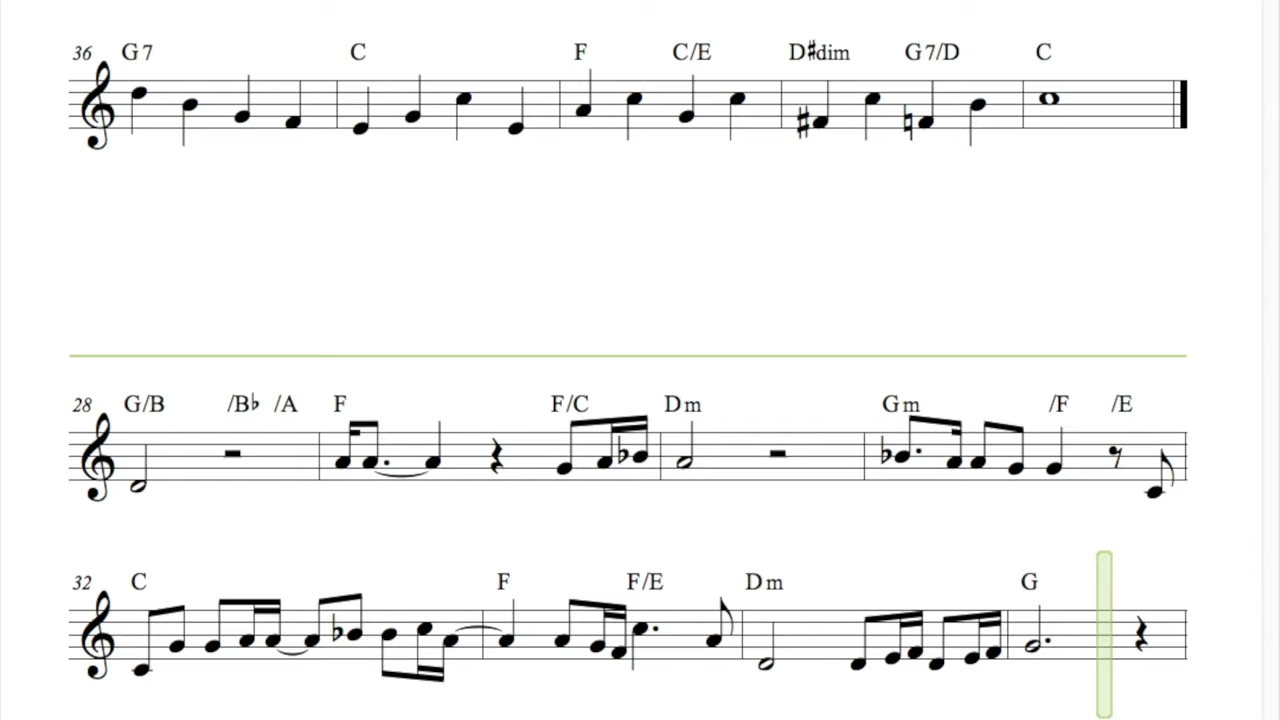 36 G7 C F C/E D♯dim G7/D C
28 G/B /B♭ /A F F/C Dm Gm /F /E
32 C F F/E Dm G